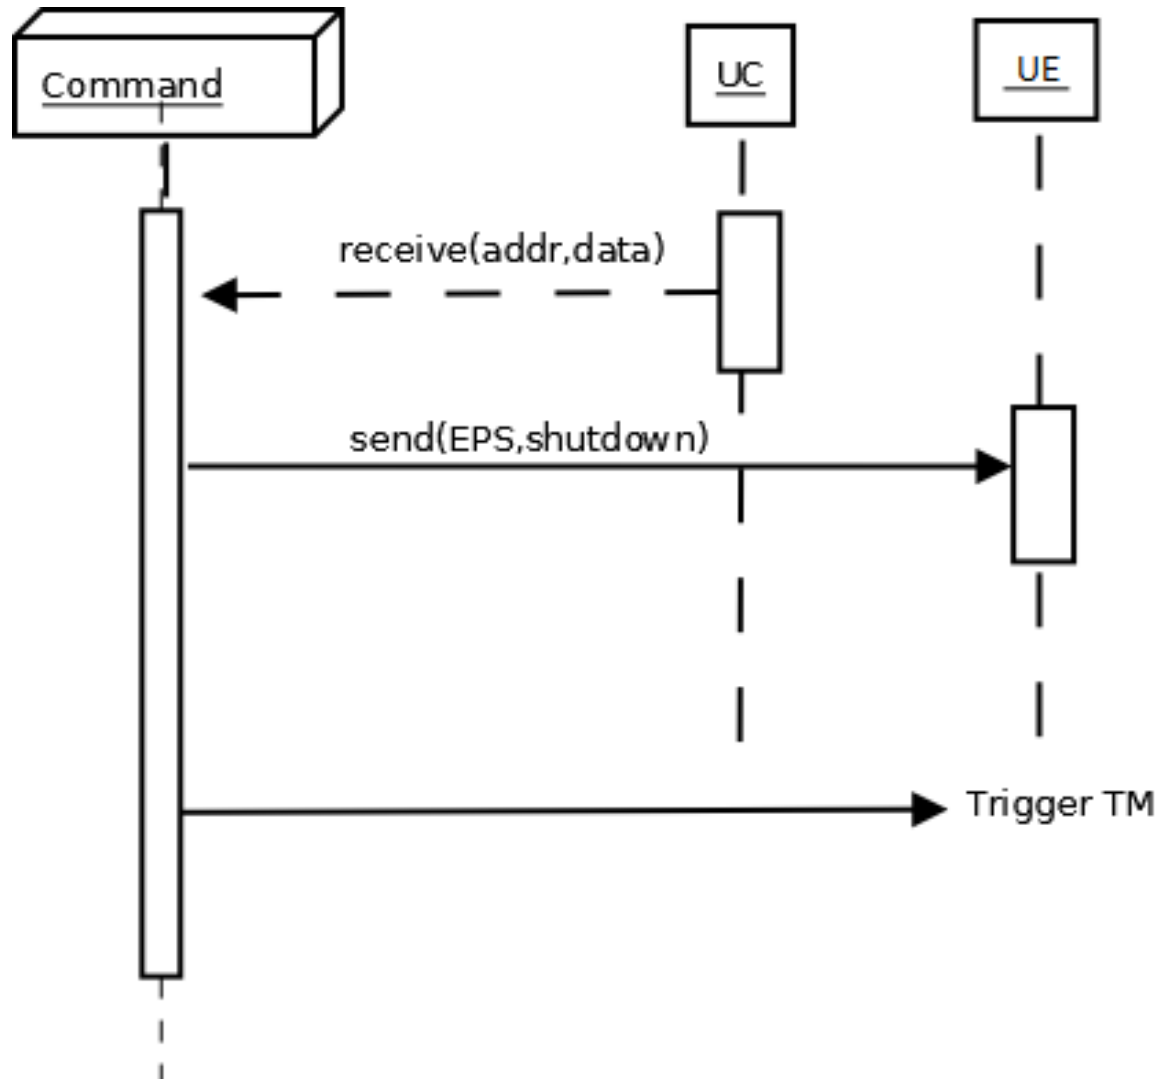 Command
UC
UE
receive(addr,data)
send(EPS,shutdown)
Trigger TM